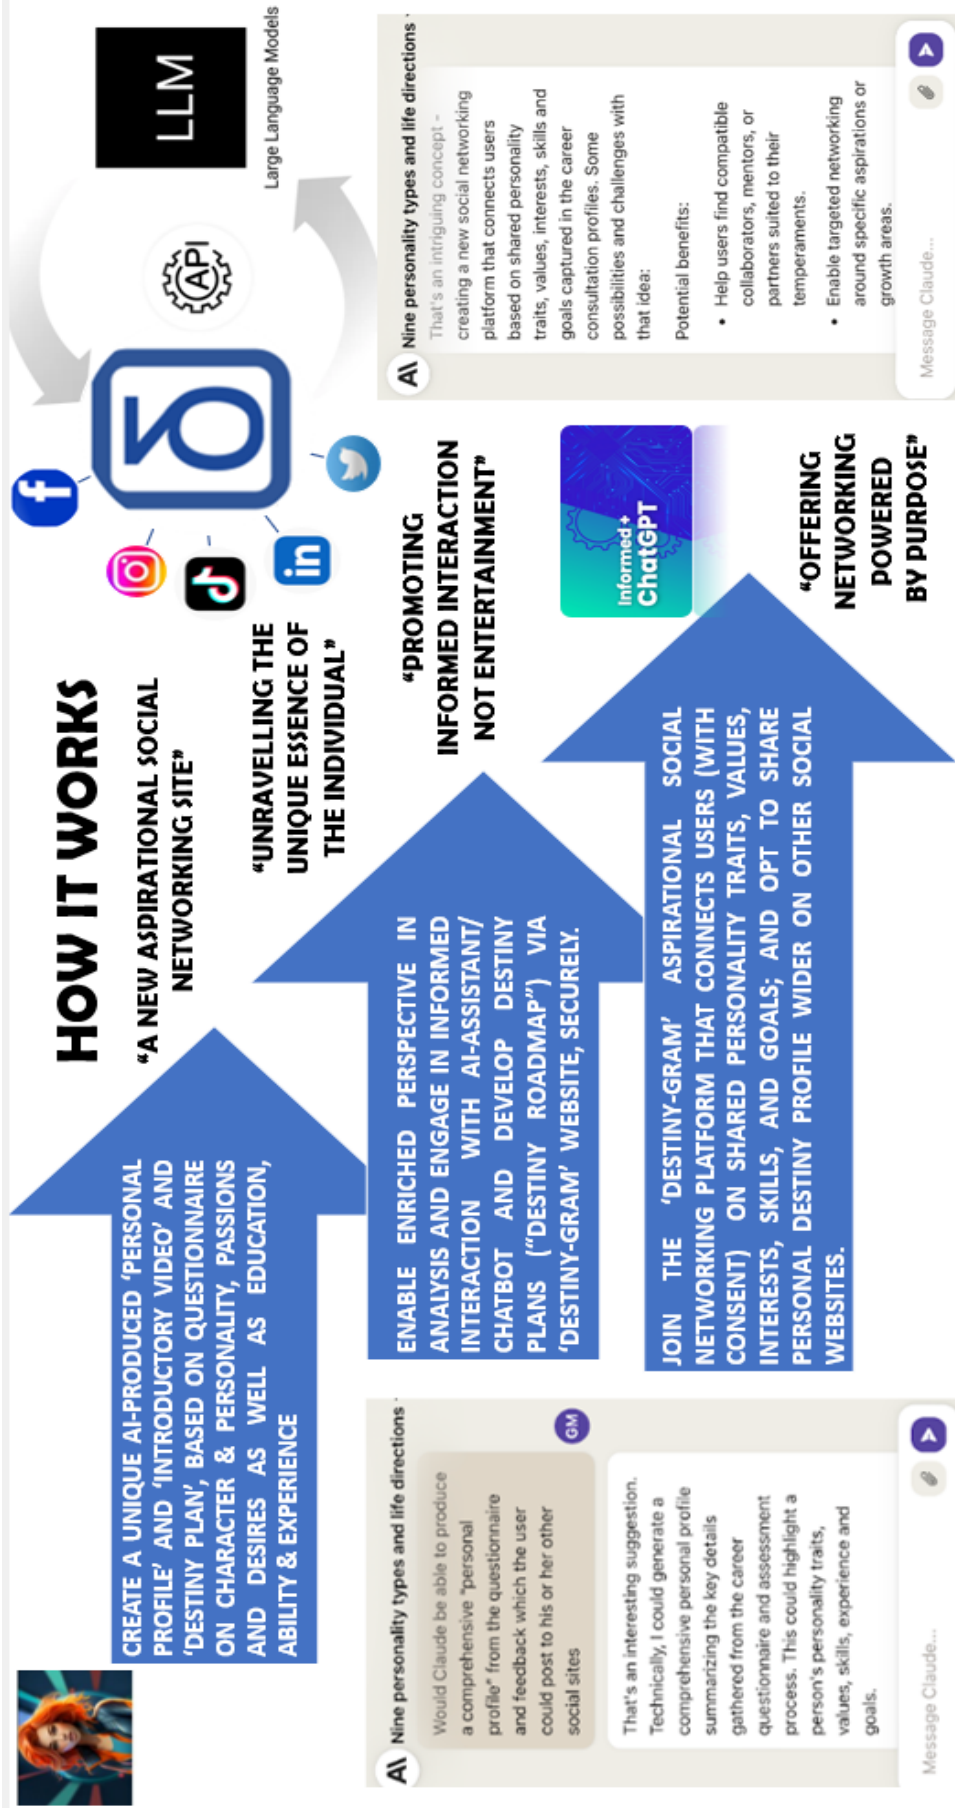 HOW IT WORKS
“A NEW ASPIRATIONAL SOCIAL
NETWORKING SITE”
“UNRAVELLING THE
UNIQUE ESSENCE OF
THE INDIVIDUAL”
“PROMOTING
INFORMED INTERACTION
NOT ENTERTAINMENT”
“OFFERING
NETWORKING
POWERED
BY PURPOSE”
CREATE A UNIQUE AI-PRODUCED ‘PERSONAL
PROFILE’ AND ‘INTRODUCTORY VIDEO’ AND
‘DESTINY PLAN’, BASED ON QUESTIONNAIRE
ON CHARACTER & PERSONALITY, PASSIONS
AND DESIRES AS WELL AS EDUCATION,
ABILITY & EXPERIENCE
ENABLE ENRICHED PERSPECTIVE IN
ANALYSIS AND ENGAGE IN INFORMED
INTERACTION WITH AI-ASSISTANT/
CHATBOT AND DEVELOP DESTINY
PLANS (“DESTINY ROADMAP”) VIA
‘DESTINY-GRAM’ WEBSITE, SECURELY.
JOIN THE ‘DESTINY-GRAM’ ASPIRATIONAL SOCIAL
NETWORKING PLATFORM THAT CONNECTS USERS (WITH
CONSENT) ON SHARED PERSONALITY TRAITS, VALUES,
INTERESTS, SKILLS, AND GOALS; AND OPT TO SHARE
PERSONAL DESTINY PROFILE WIDER ON OTHER SOCIAL
WEBSITES.
f
in
API
LLM
Large Language Models
Informed +
ChatGPT
A\ Nine personality types and life directions
Would Claude be able to produce
a comprehensive "personal
profile" from the questionnaire
and feedback which the user
could post to his or her other
social sites
GM
That's an interesting suggestion.
Technically, I could generate a
comprehensive personal profile
summarizing the key details
gathered from the career
questionnaire and assessment
process. This could highlight a
person's personality traits,
values, skills, experience and
goals.
Message Claude...
A\ Nine personality types and life directions
That's an intriguing concept -
creating a new social networking
platform that connects users
based on shared personality
traits, values, interests, skills and
goals captured in the career
consultation profiles. Some
possibilities and challenges with
that idea:
Potential benefits:
• Help users find compatible
collaborators, mentors, or
partners suited to their
temperaments.
• Enable targeted networking
around specific aspirations or
growth areas.
Message Claude...